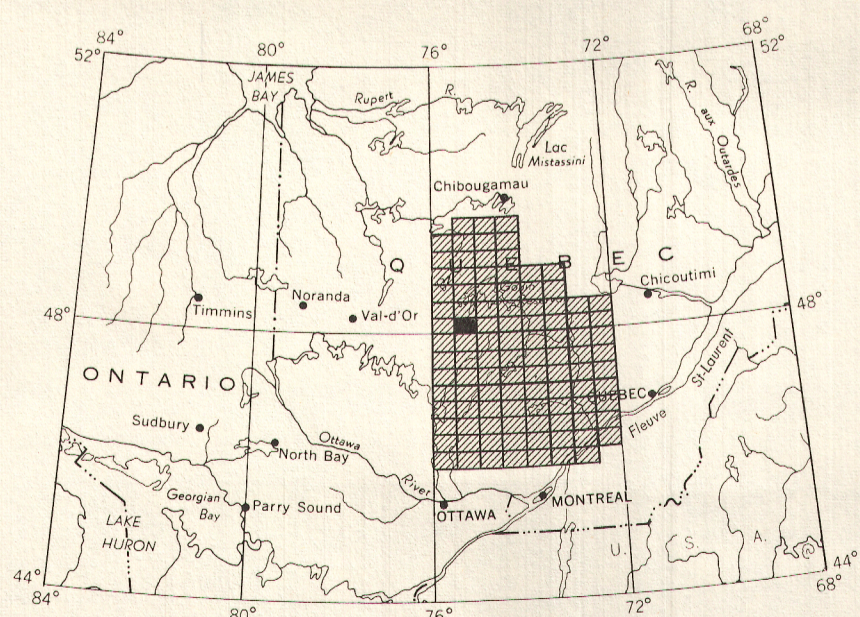 84°
80°
76°
72°
68°
52°
52°
JAMES
BAY
Rupert R.
Lac
Mistassini
R. aux Outardes
Chibougamau
Q U E B E C
Chicoutimi
Timmins
Noranda
Val-d'Or
48°
48°
ONTARIO
St-Laurent
QUEBEC
Fleuve
Sudbury
North Bay
Ottawa
River
Georgian
Bay
Parry Sound
OTTAWA
MONTREAL
LAKE
HURON
U. S. A.
44°
44°
84°
80°
76°
72°
68°